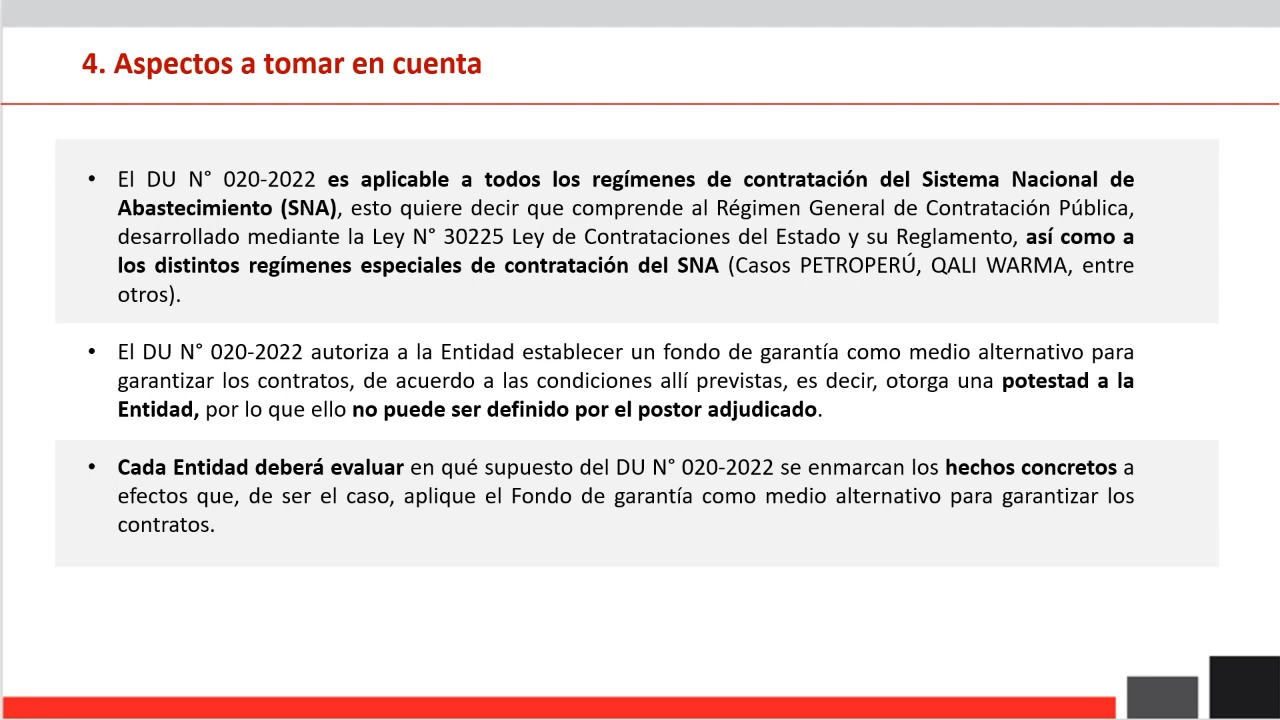 4. Aspectos a tomar en cuenta
• El DU N° 020-2022 es aplicable a todos los regímenes de contratación del Sistema Nacional de
Abastecimiento (SNA), esto quiere decir que comprende al Régimen General de Contratación Pública,
desarrollado mediante la Ley N° 30225 Ley de Contrataciones del Estado y su Reglamento, así como a
los distintos regímenes especiales de contratación del SNA (Casos PETROPERÚ, QALI WARMA, entre
otros).
• El DU N° 020-2022 autoriza a la Entidad establecer un fondo de garantía como medio alternativo para
garantizar los contratos, de acuerdo a las condiciones allí previstas, es decir, otorga una potestad a la
Entidad, por lo que ello no puede ser definido por el postor adjudicado.
• Cada Entidad deberá evaluar en qué supuesto del DU N° 020-2022 se enmarcan los hechos concretos a
efectos que, de ser el caso, aplique el Fondo de garantía como medio alternativo para garantizar los
contratos.